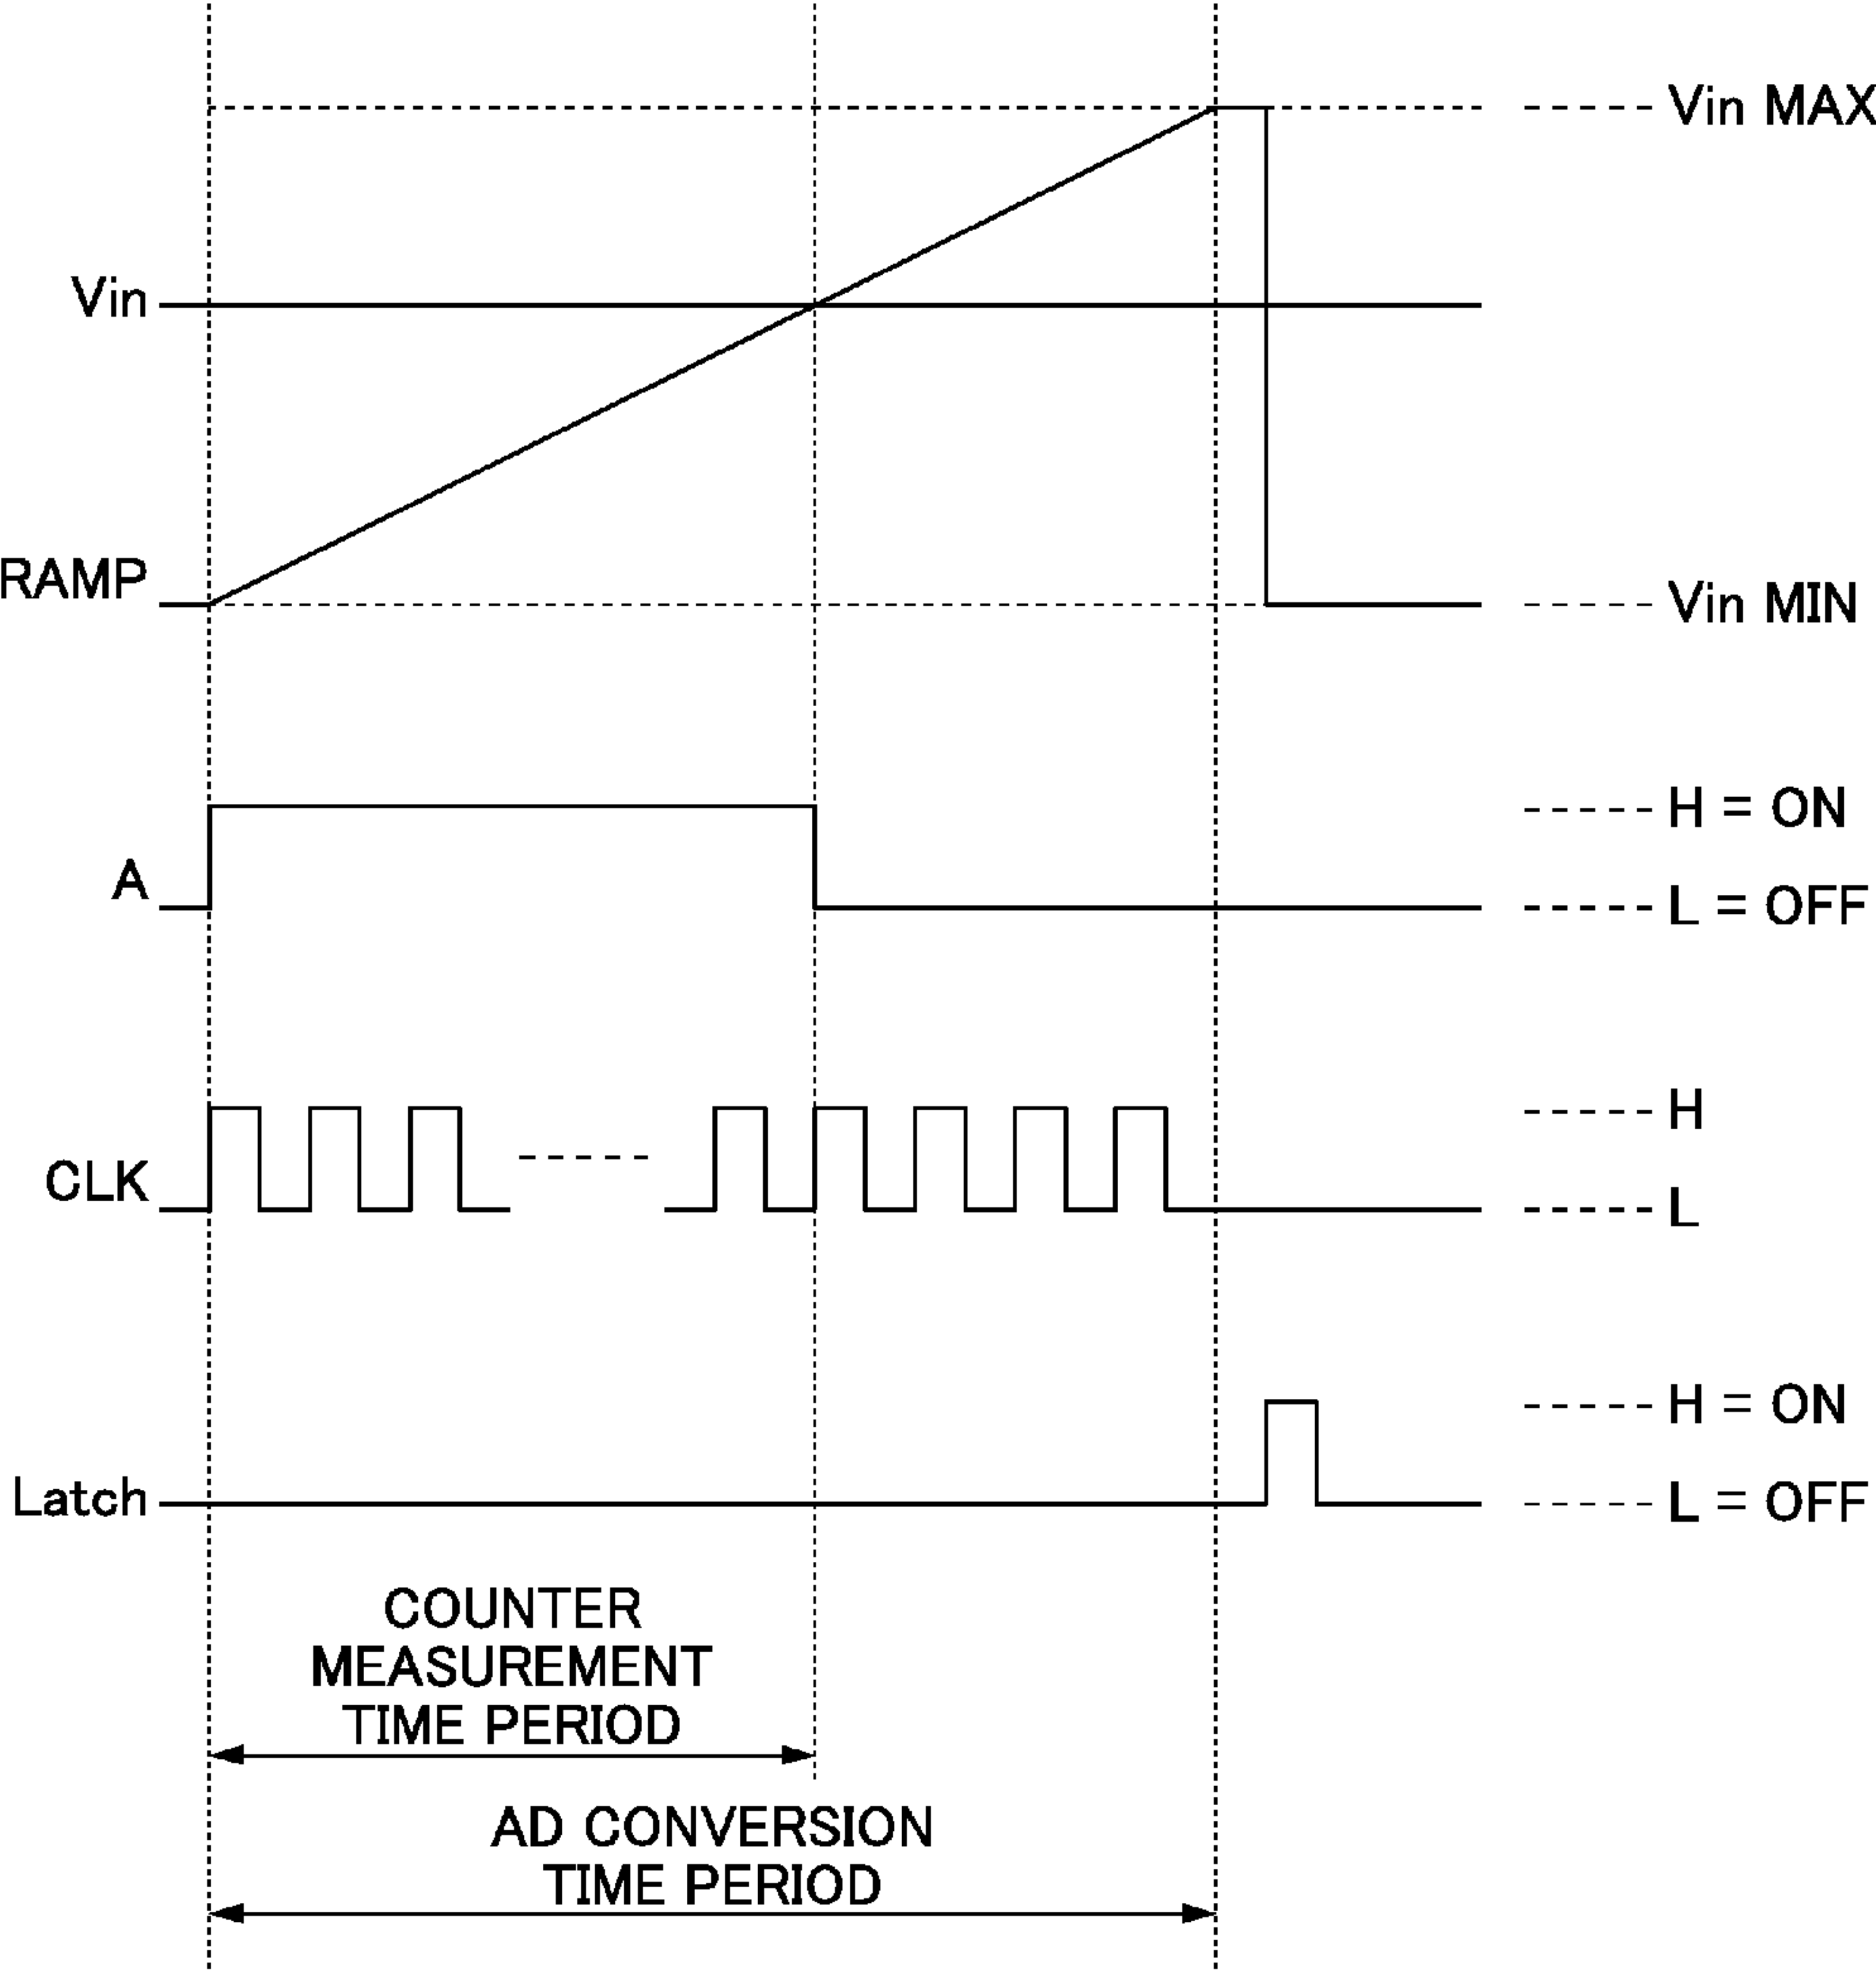 Vin MAX
Vin
RAMP
Vin MIN
H = ON
A
L = OFF
H
CLK
L
H = ON
Latch
L = OFF
COUNTER
MEASUREMENT
TIME PERIOD
AD CONVERSION
TIME PERIOD